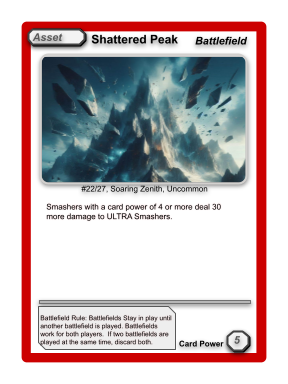 Asset
Shattered Peak
Battlefield
#22/27, Soaring Zenith, Uncommon
Smashers with a card power of 4 or more deal 30
more damage to ULTRA Smashers.
Battlefield Rule: Battlefields Stay in play until
another battlefield is played. Battlefields
work for both players.  If two battlefields are
played at the same time, discard both.
Card Power
5